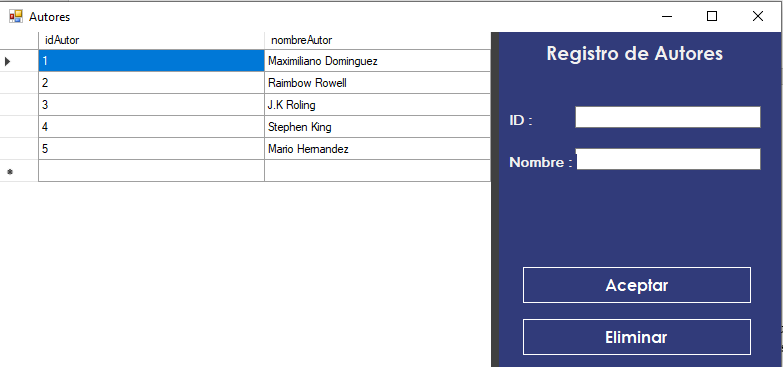 Autores
idAutor nombreAutor
1 Maximiliano Dominguez
2 Raimbow Rowell
3 J.K Roling
4 Stephen King
5 Mario Hernandez
Registro de Autores
ID :
Nombre :
Aceptar
Eliminar